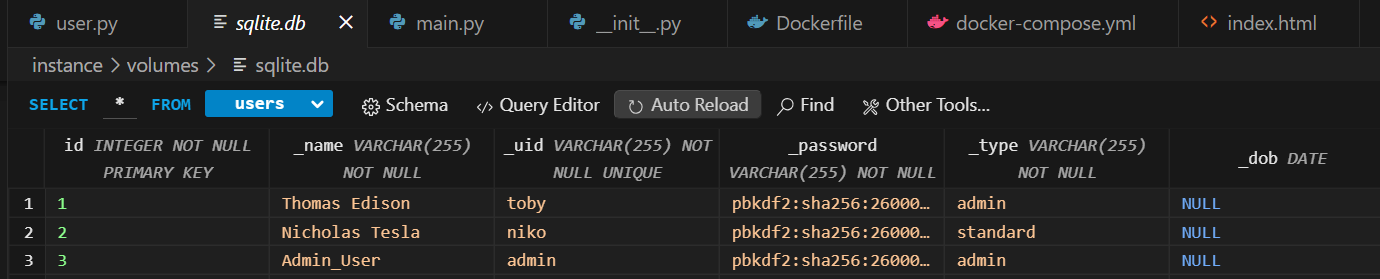 user.py sqlite.db main.py __init__.py Dockerfile docker-compose.yml index.html
instance > volumes > sqlite.db
SELECT * FROM users Schema Query Editor Auto Reload Find Other Tools...
id INTEGER NOT NULL PRIMARY KEY _name VARCHAR(255) NOT NULL _uid VARCHAR(255) NOT NULL UNIQUE _password VARCHAR(255) NOT NULL _type VARCHAR(255) NOT NULL _dob DATE
1 1 Thomas Edison toby pbkdf2:sha256:26000… admin NULL
2 2 Nicholas Tesla niko pbkdf2:sha256:26000… standard NULL
3 3 Admin_User admin pbkdf2:sha256:26000… admin NULL